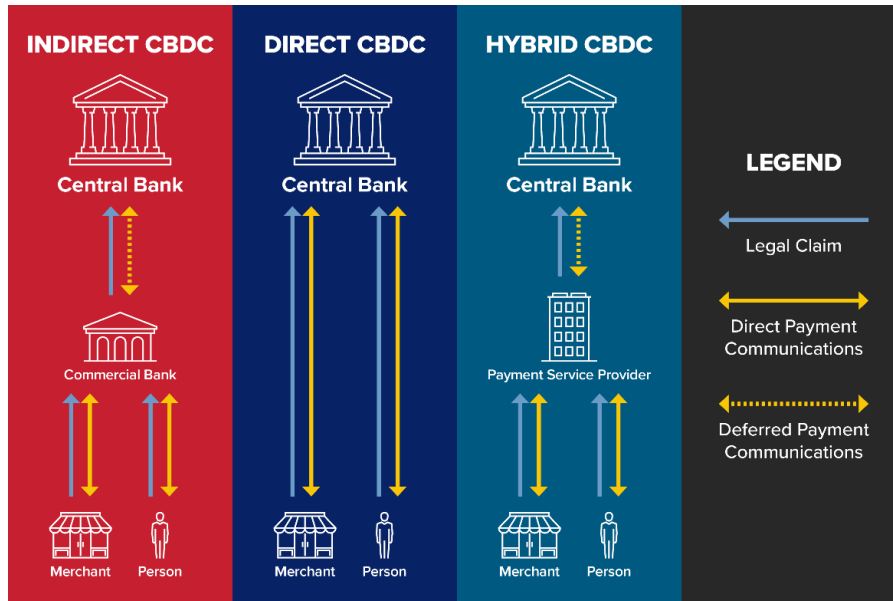 INDIRECT CBDC
Central Bank
Commercial Bank
Merchant
Person
DIRECT CBDC
Central Bank
Merchant
Person
HYBRID CBDC
Central Bank
Payment Service Provider
Merchant
Person
LEGEND
Legal Claim
Direct Payment
Communications
Deferred Payment
Communications